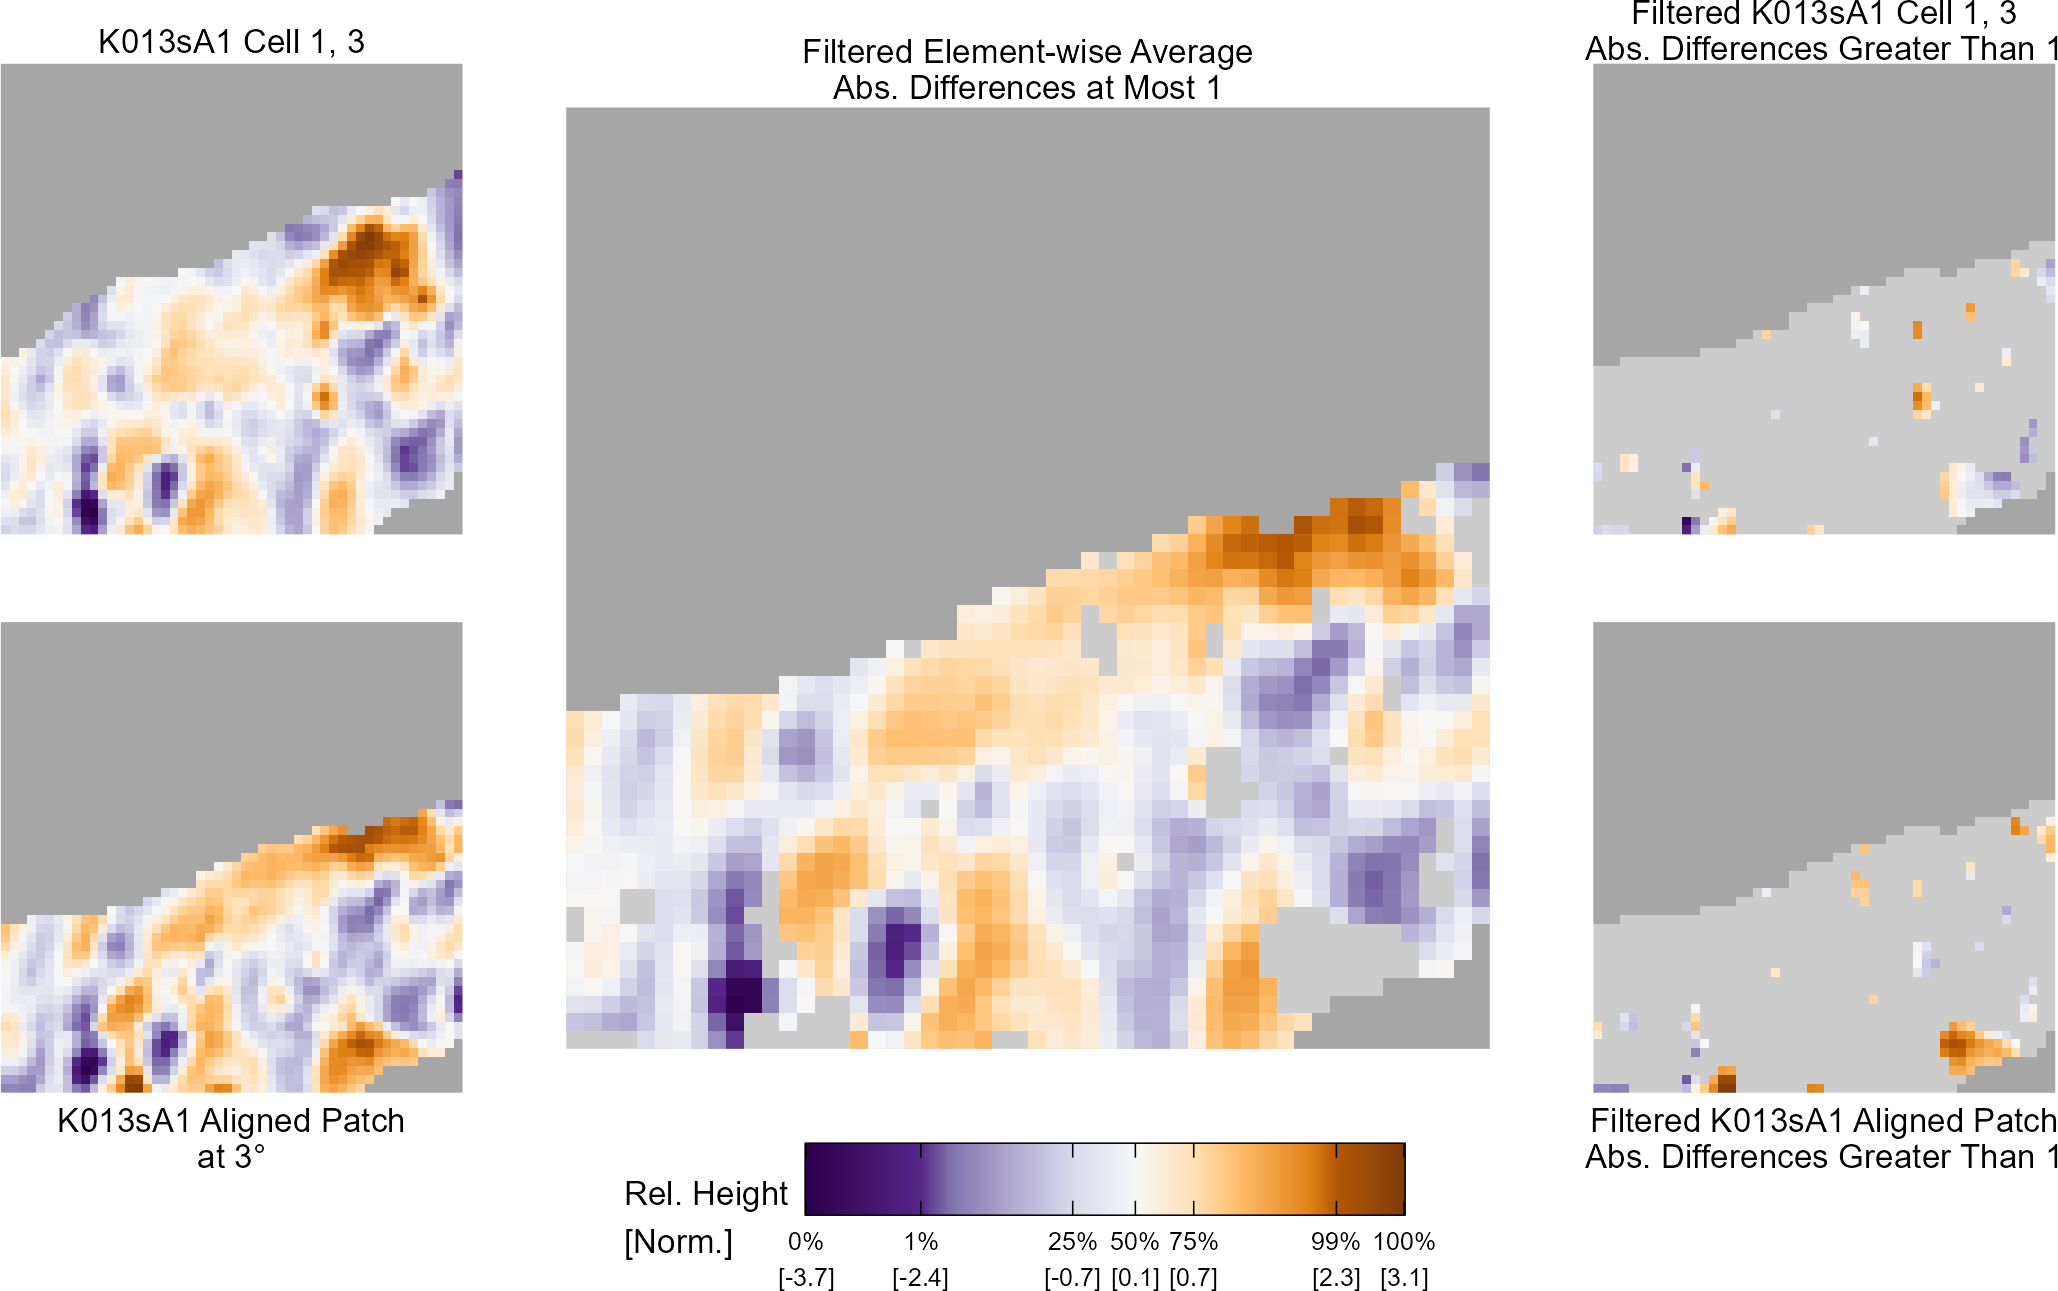 K013sA1 Cell 1, 3
Filtered Element-wise Average
Abs. Differences at Most 1
Filtered K013sA1 Cell 1, 3
Abs. Differences Greater Than 1
K013sA1 Aligned Patch
at 3°
Filtered K013sA1 Aligned Patch
Abs. Differences Greater Than 1
Rel. Height
[Norm.]
0% 1% 25% 50% 75% 99% 100%
[-3.7] [-2.4] [-0.7] [0.1] [0.7] [2.3] [3.1]